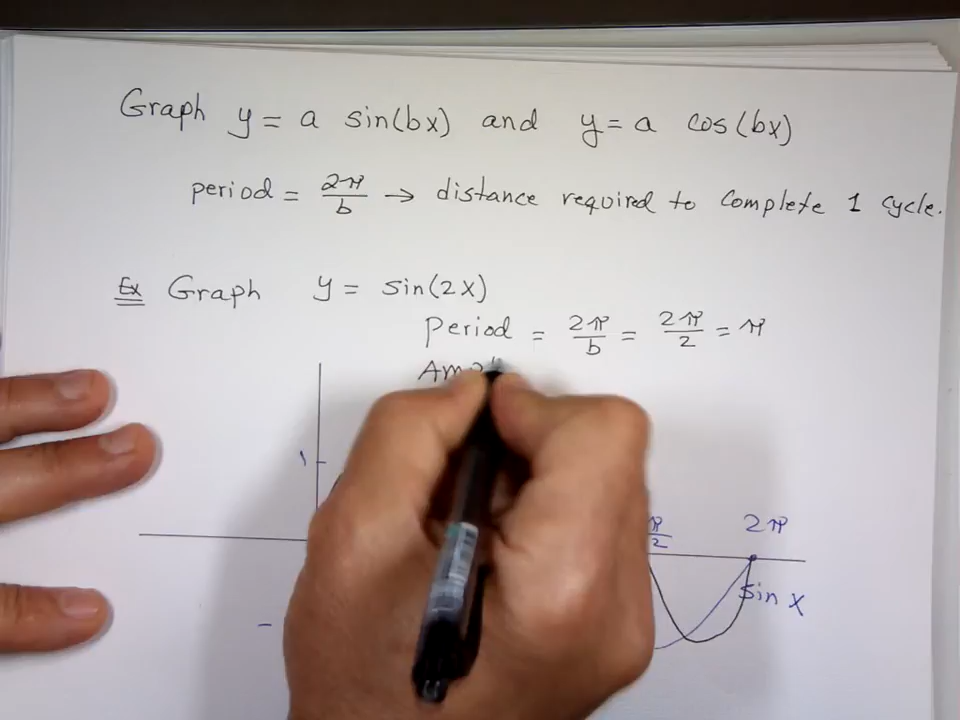 Graph y = a sin(bx) and y = a cos(bx)
period = 2π/b → distance required to complete 1 cycle.
Ex Graph y = sin(2x)
Period = 2π/b = 2π/2 = π
1
2π
sin x